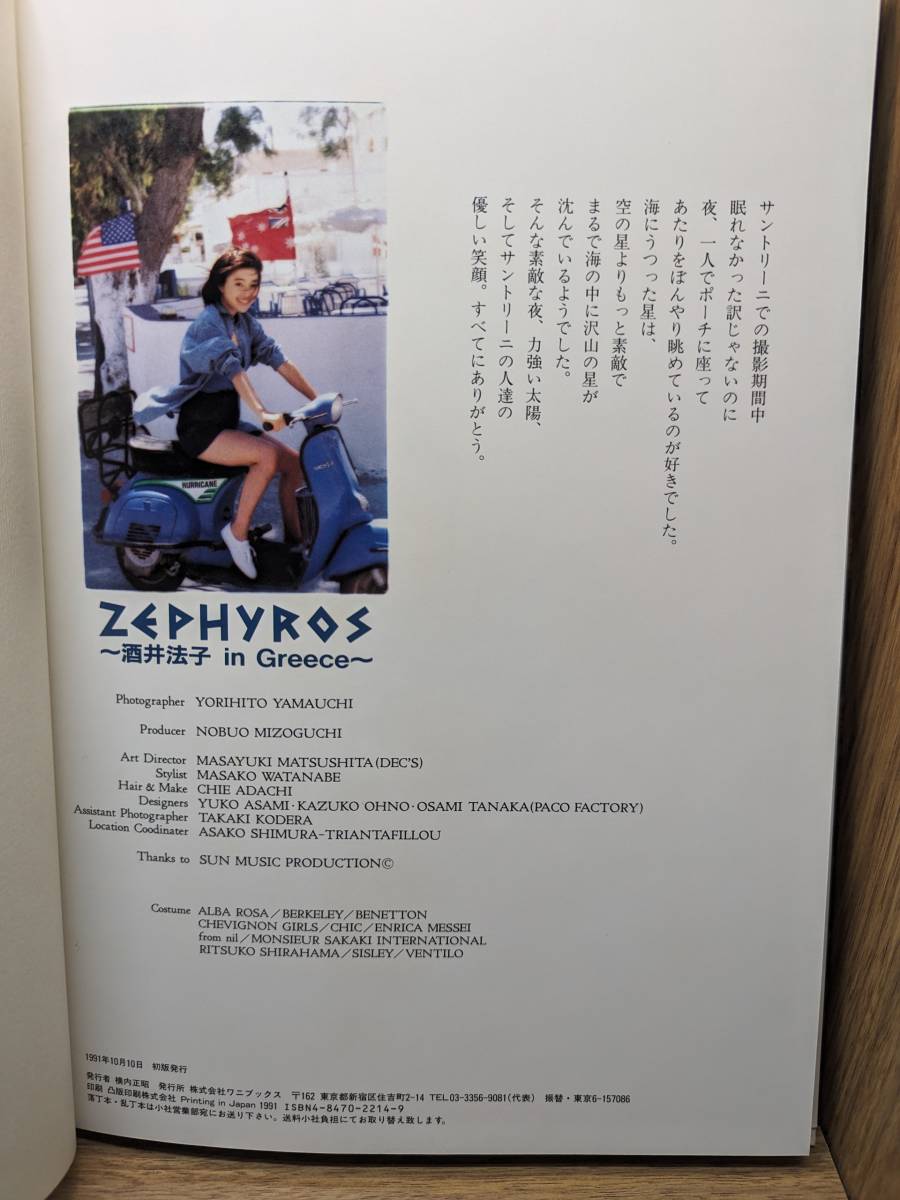 サントリーニでの撮影期間中
眠れなかった訳じゃないのに
夜、一人でポーチに座って
あたりをぼんやり眺めているのが好きでした。
海にうつった星は、
空の星よりもっと素敵で
まるで海の中に沢山の星が
沈んでいるようでした。
そんな素敵な夜、力強い太陽、
そしてサントリーニの人達の
優しい笑顔。すべてにありがとう。
HURRICANE
ZEPHYROS
〜酒井法子 in Greece〜
Photographer YORIHITO YAMAUCHI
Producer NOBUO MIZOGUCHI
Art Director MASAYUKI MATSUSHITA(DEC'S)
Stylist MASAKO WATANABE
Hair & Make CHIE ADACHI
Designers YUKO ASAMI・KAZUKO OHNO・OSAMI TANAKA(PACO FACTORY)
Assistant Photographer TAKAKI KODERA
Location Coodinater ASAKO SHIMURA-TRIANTAFILLOU
Thanks to SUN MUSIC PRODUCTION©
Costume ALBA ROSA／BERKELEY／BENETTON
CHEVIGNON GIRLS／CHIC／ENRICA MESSEI
from nil／MONSIEUR SAKAKI INTERNATIONAL
RITSUKO SHIRAHAMA／SISLEY／VENTILO
1991年10月10日 初版発行
発行者 横内正昭 発行所 株式会社ワニブックス 〒162 東京都新宿区住吉町2-14 TEL.03-3356-9081(代表) 振替・東京6-157086
印刷 凸版印刷株式会社 Printing in Japan 1991 ISBN4-8470-2214-9
落丁本・乱丁本は小社営業部宛にお送り下さい。送料小社負担にてお取り替え致します。